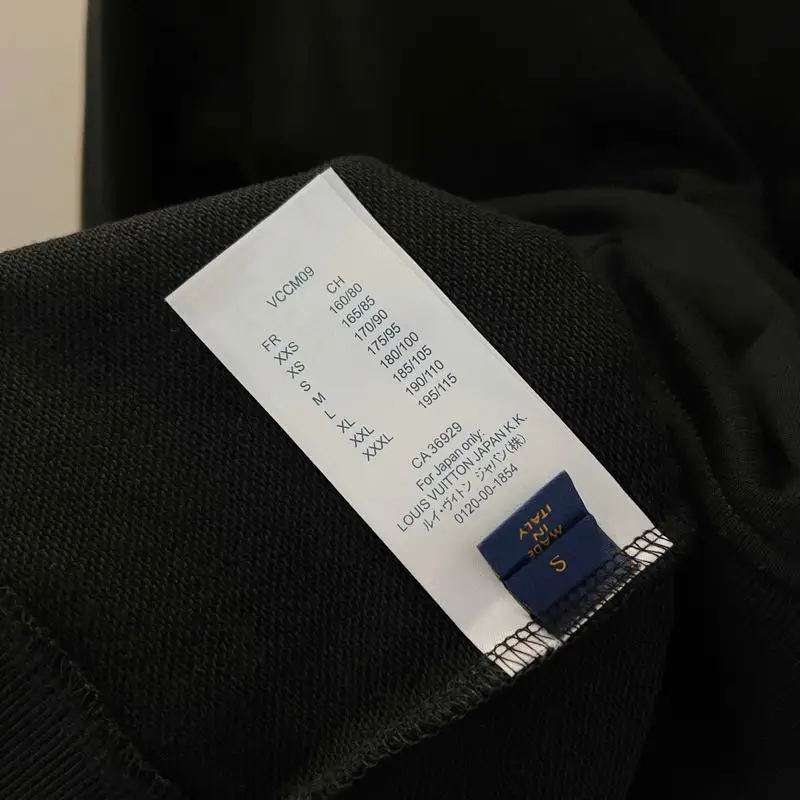 VCCM09
FR CH
XXS 160/80
XS 165/85
S 170/90
M 175/95
L 180/100
XL 185/105
XXL 190/110
XXXL 195/115
CA 36929
For Japan only:
LOUIS VUITTON JAPAN K.K.
ルイ・ヴィトン ジャパン(株)
0120-00-1854
MADE
IN
ITALY
S